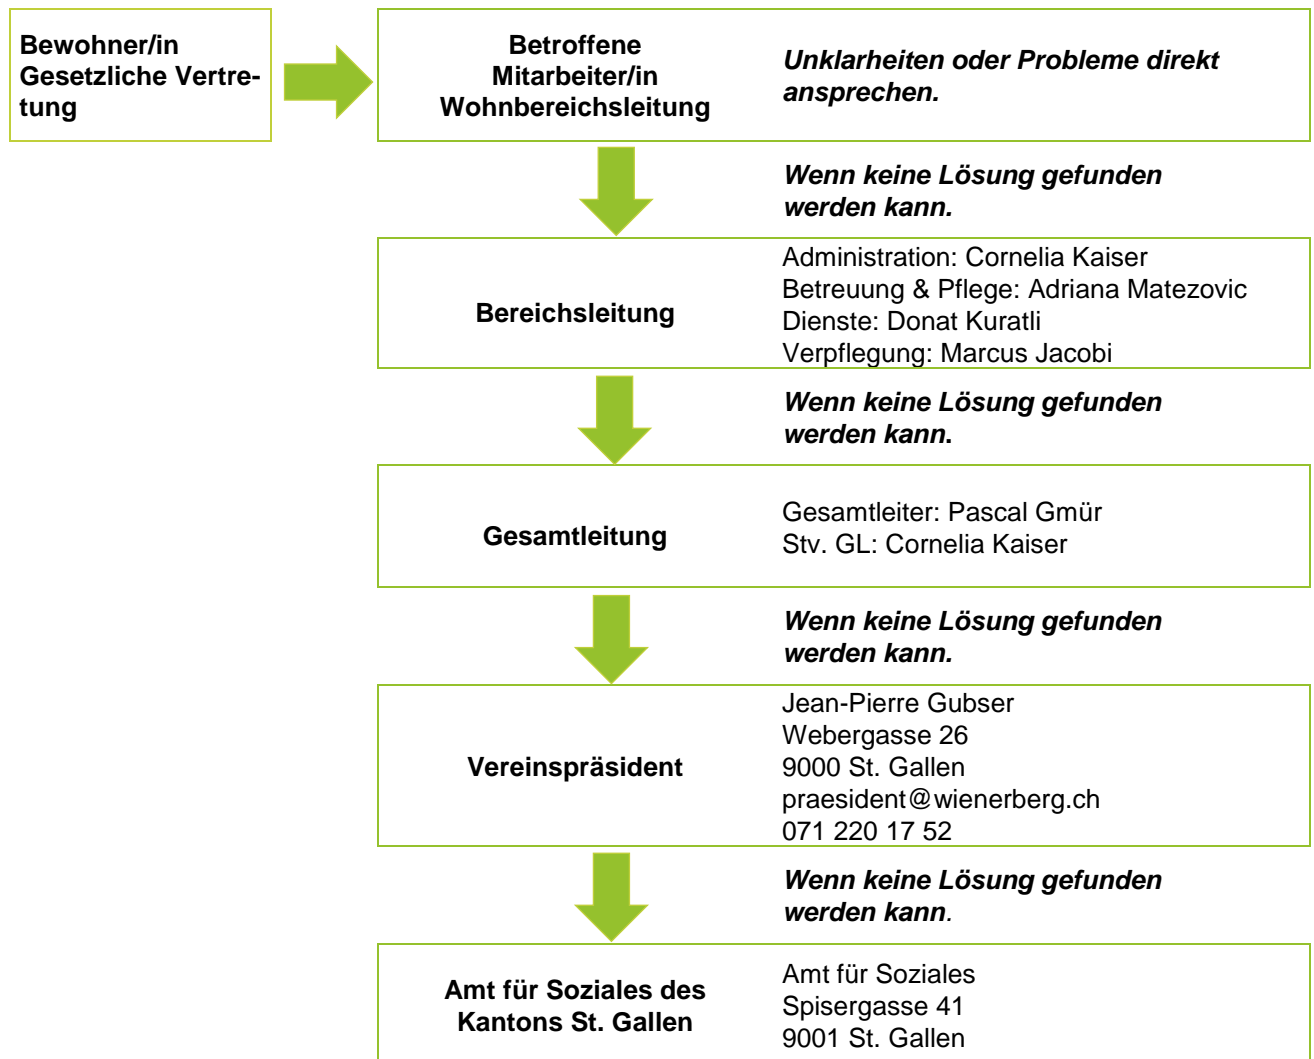 Bewohner/in
Gesetzliche Vertre-
tung
Betroffene
Mitarbeiter/in
Wohnbereichsleitung
Unklarheiten oder Probleme direkt
ansprechen.
Wenn keine Lösung gefunden
werden kann.
Bereichsleitung
Administration: Cornelia Kaiser
Betreuung & Pflege: Adriana Matezovic
Dienste: Donat Kuratli
Verpflegung: Marcus Jacobi
Wenn keine Lösung gefunden
werden kann.
Gesamtleitung
Gesamtleiter: Pascal Gmür
Stv. GL: Cornelia Kaiser
Wenn keine Lösung gefunden
werden kann.
Vereinspräsident
Jean-Pierre Gubser
Webergasse 26
9000 St. Gallen
praesident@wienerberg.ch
071 220 17 52
Wenn keine Lösung gefunden
werden kann.
Amt für Soziales des
Kantons St. Gallen
Amt für Soziales
Spisergasse 41
9001 St. Gallen